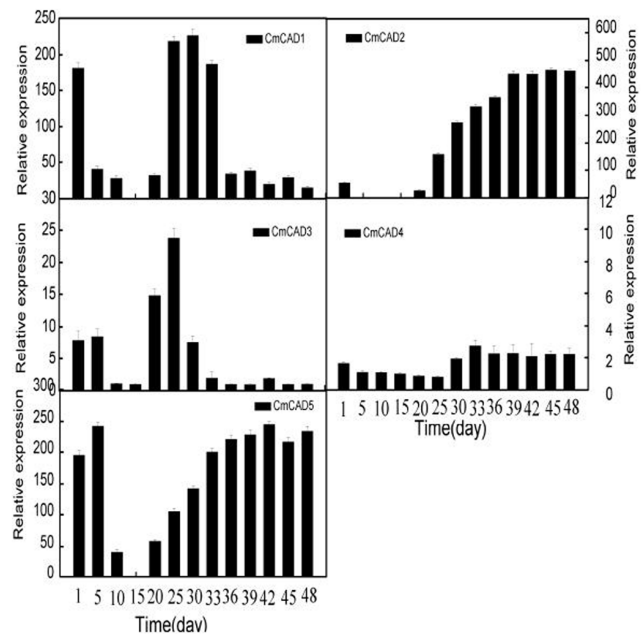 250
200
150
100
50
30
Relative expression
CmCAD1
CmCAD2
600
500
400
300
200
100
0
Relative expression
25
20
15
10
5
300
Relative expression
CmCAD3
CmCAD4
12
10
8
6
4
2
0
Relative expression
1 5 10 15 20 25 30 33 36 39 42 45 48
Time(day)
250
200
150
100
50
0
Relative expression
CmCAD5
1 5 10 15 20 25 30 33 36 39 42 45 48
Time(day)